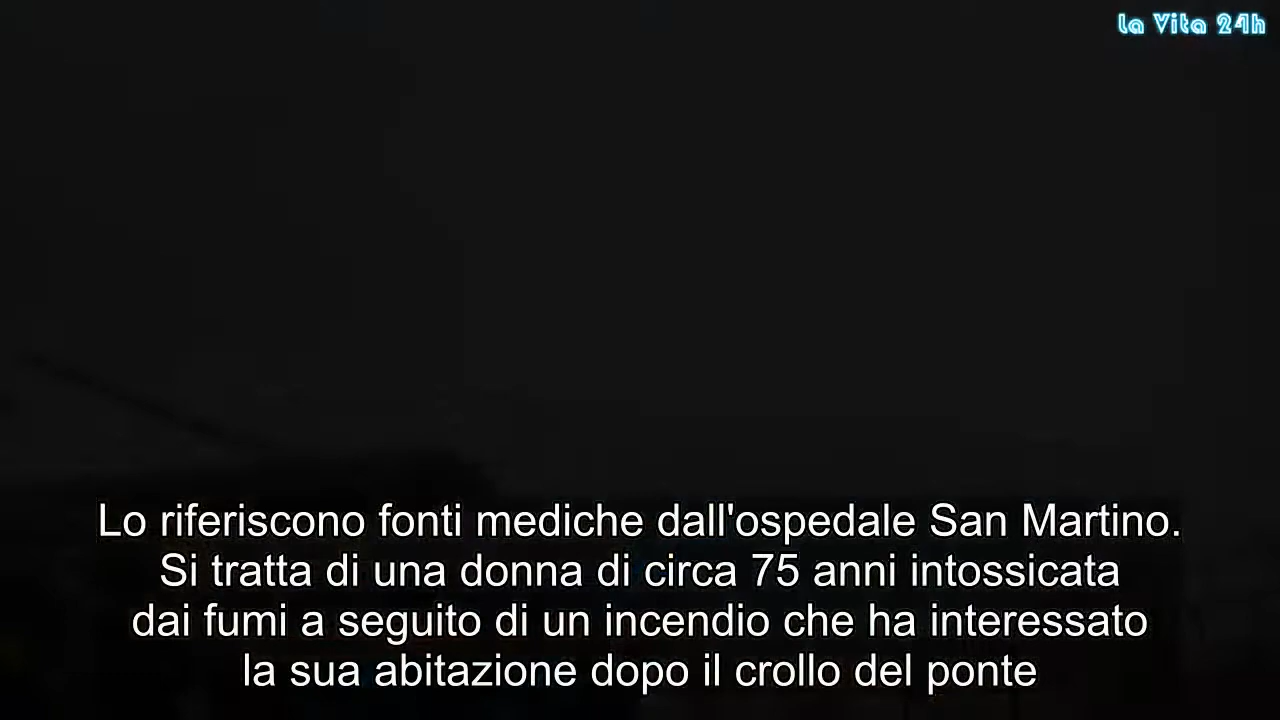 la Vita 24h
Lo riferiscono fonti mediche dall'ospedale San Martino.
Si tratta di una donna di circa 75 anni intossicata
dai fumi a seguito di un incendio che ha interessato
la sua abitazione dopo il crollo del ponte